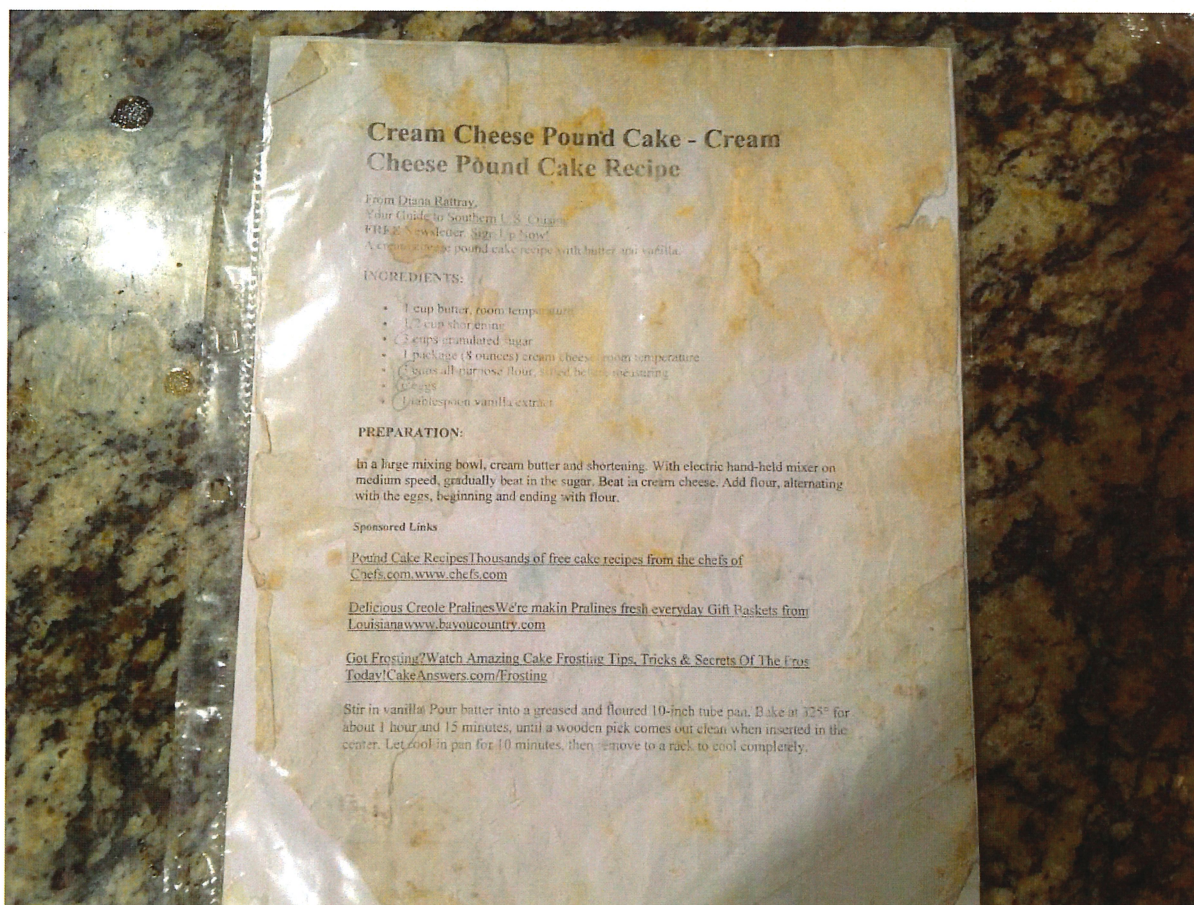 Cream Cheese Pound Cake - Cream
Cheese Pound Cake Recipe
From Diana Rattray,
Your Guide to Southern U.S. Cuisine
FREE Newsletter. Sign Up Now!
A cream cheese pound cake recipe with butter and vanilla.
INGREDIENTS:
• 1 cup butter, room temperature
• 1/2 cup shortening
• 3 cups granulated sugar
• 1 package (8 ounces) cream cheese, room temperature
• cups all-purpose flour, sifted before measuring
• eggs
• tablespoon vanilla extract
PREPARATION:
In a large mixing bowl, cream butter and shortening. With electric hand-held mixer on
medium speed, gradually beat in the sugar. Beat in cream cheese. Add flour, alternating
with the eggs, beginning and ending with flour.
Sponsored Links
Pound Cake RecipesThousands of free cake recipes from the chefs of
Chefs.com.www.chefs.com
Delicious Creole PralinesWe're makin Pralines fresh everyday Gift Baskets from
Louisianawww.bayoucountry.com
Got Frosting?Watch Amazing Cake Frosting Tips, Tricks & Secrets Of The Pros
Today!CakeAnswers.com/Frosting
Stir in vanilla. Pour batter into a greased and floured 10-inch tube pan. Bake at 325° for
about 1 hour and 15 minutes, until a wooden pick comes out clean when inserted in the
center. Let cool in pan for 10 minutes, then remove to a rack to cool completely.